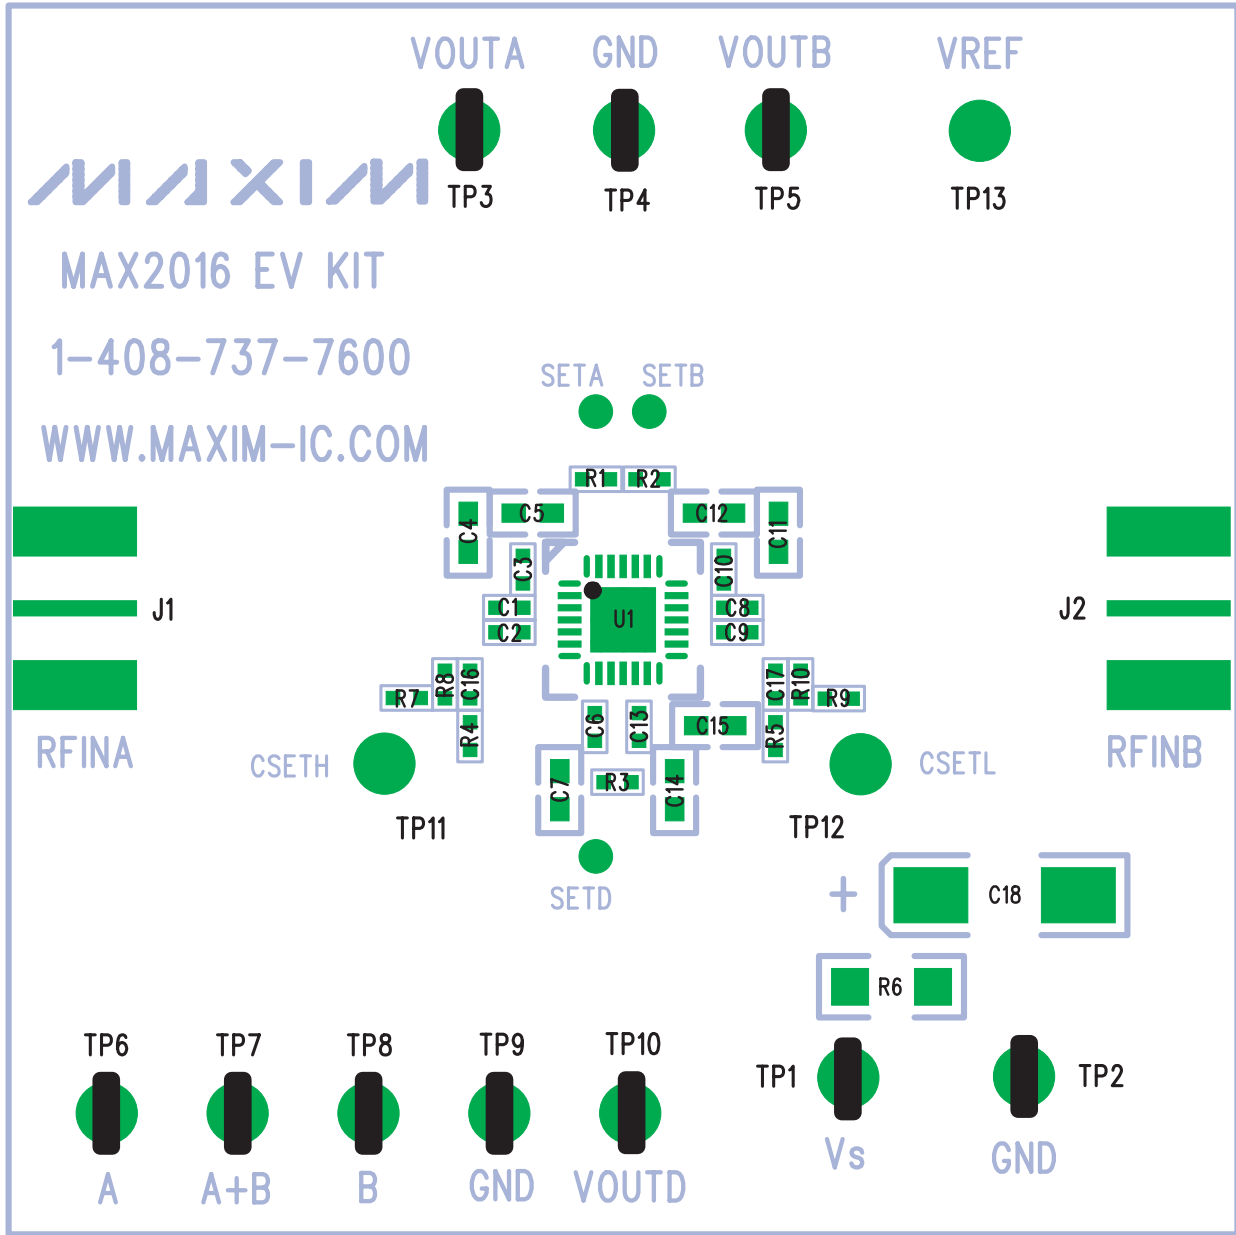 VOUTA GND VOUTB VREF
TP3 TP4 TP5 TP13
MAXIM
MAX2016 EV KIT
1-408-737-7600
WWW.MAXIM-IC.COM
SETA SETB
R1 R2
C4 C5 C12 C11
C3 C10
C1 C8
C2 C9
U1
J1 J2
R7 R8 C16 C17 R10 R9
R4 C6 C13 C15 R5
RFINA RFINB
CSETH CSETL
C7 R3 C14
TP11 TP12
SETD
+ C18
R6
TP6 TP7 TP8 TP9 TP10
TP1 TP2
A A+B B GND VOUTD
Vs GND